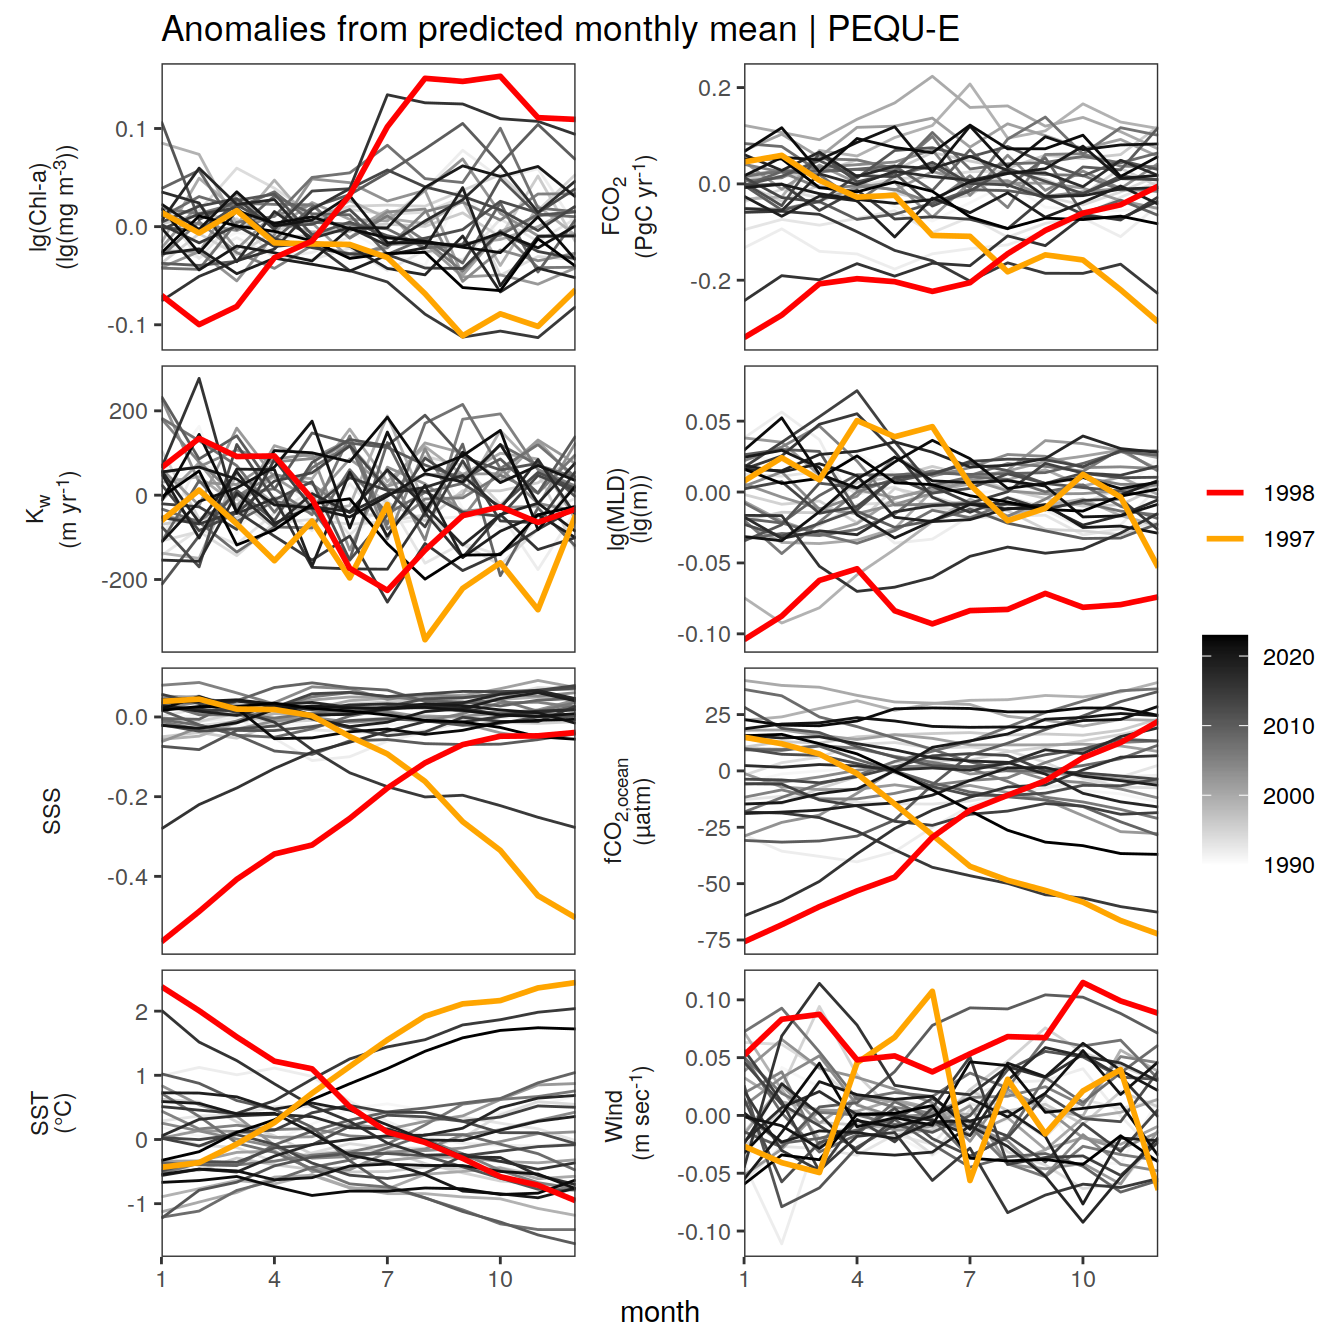 Anomalies from predicted monthly mean | PEQU-E
lg(Chl-a)
(lg(mg m⁻³))
0.1
0.0
-0.1
FCO₂
(PgC yr⁻¹)
0.2
0.0
-0.2
K_w
(m yr⁻¹)
200
0
-200
lg(MLD)
(lg(m))
0.05
0.00
-0.05
-0.10
SSS
0.0
-0.2
-0.4
fCO₂,ocean
(µatm)
25
0
-25
-50
-75
SST
(°C)
2
1
0
-1
Wind
(m sec⁻¹)
0.10
0.05
0.00
-0.05
-0.10
1 4 7 10
1 4 7 10
month
1998
1997
2020
2010
2000
1990